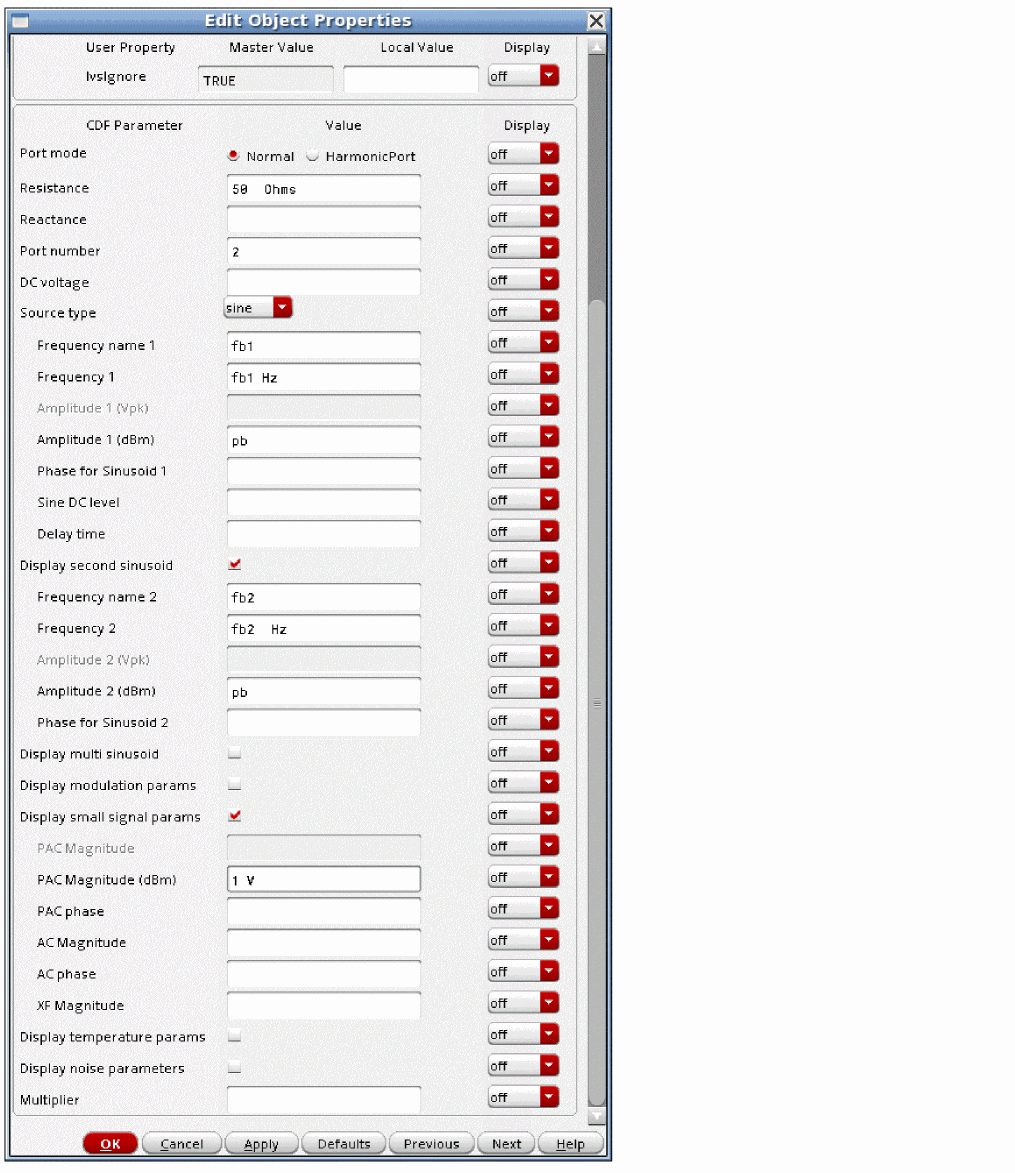 Edit Object Properties
User Property Master Value Local Value Display
lvsIgnore TRUE off
CDF Parameter Value Display
Port mode Normal HarmonicPort off
Resistance 50 Ohms off
Reactance off
Port number 2 off
DC voltage off
Source type sine off
Frequency name 1 fb1 off
Frequency 1 fb1 Hz off
Amplitude 1 (Vpk) off
Amplitude 1 (dBm) pb off
Phase for Sinusoid 1 off
Sine DC level off
Delay time off
Display second sinusoid off
Frequency name 2 fb2 off
Frequency 2 fb2 Hz off
Amplitude 2 (Vpk) off
Amplitude 2 (dBm) pb off
Phase for Sinusoid 2 off
Display multi sinusoid off
Display modulation params off
Display small signal params off
PAC Magnitude off
PAC Magnitude (dBm) 1 V off
PAC phase off
AC Magnitude off
AC phase off
XF Magnitude off
Display temperature params off
Display noise parameters off
Multiplier off
OK Cancel Apply Defaults Previous Next Help